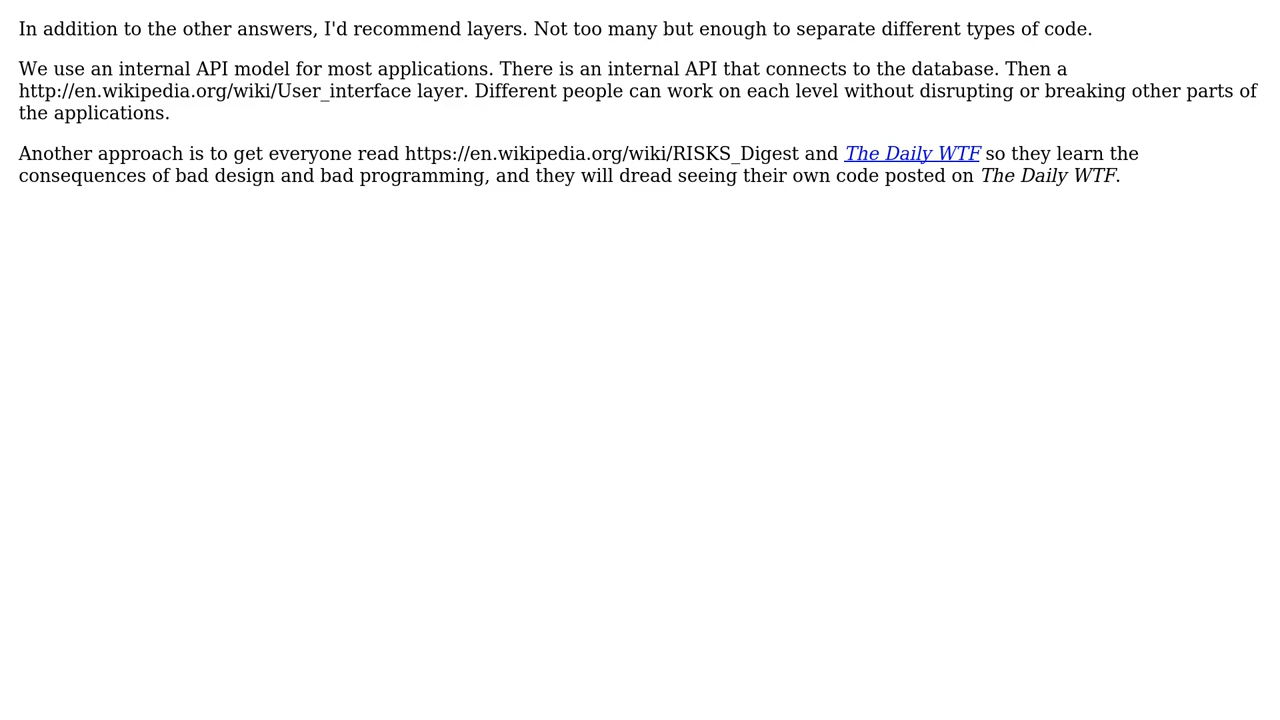 In addition to the other answers, I'd recommend layers. Not too many but enough to separate different types of code.
We use an internal API model for most applications. There is an internal API that connects to the database. Then a
http://en.wikipedia.org/wiki/User_interface layer. Different people can work on each level without disrupting or breaking other parts of
the applications.
Another approach is to get everyone read https://en.wikipedia.org/wiki/RISKS_Digest and The Daily WTF so they learn the
consequences of bad design and bad programming, and they will dread seeing their own code posted on The Daily WTF.